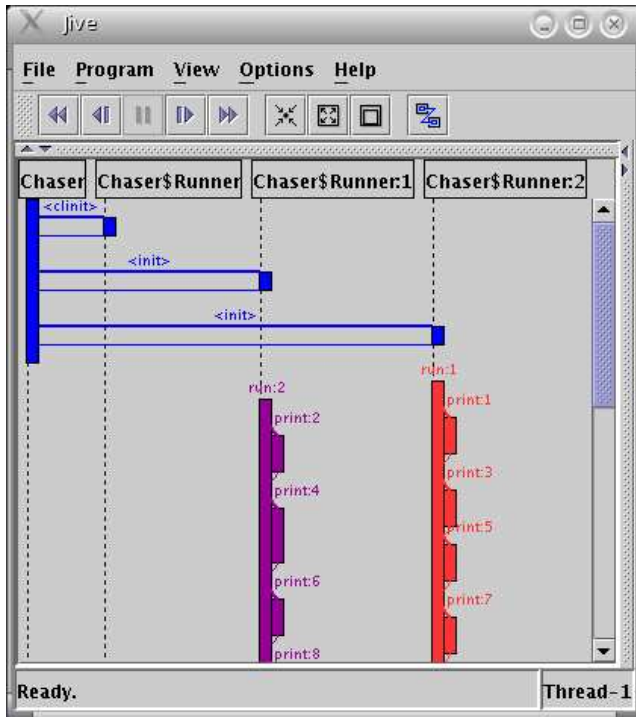 Jive
File Program View Options Help
Chaser Chaser$Runner Chaser$Runner:1 Chaser$Runner:2
<clinit>
<init>
<init>
run:1
run:2
print:1
print:2
print:3
print:4
print:5
print:6
print:7
print:8
Ready. Thread-1